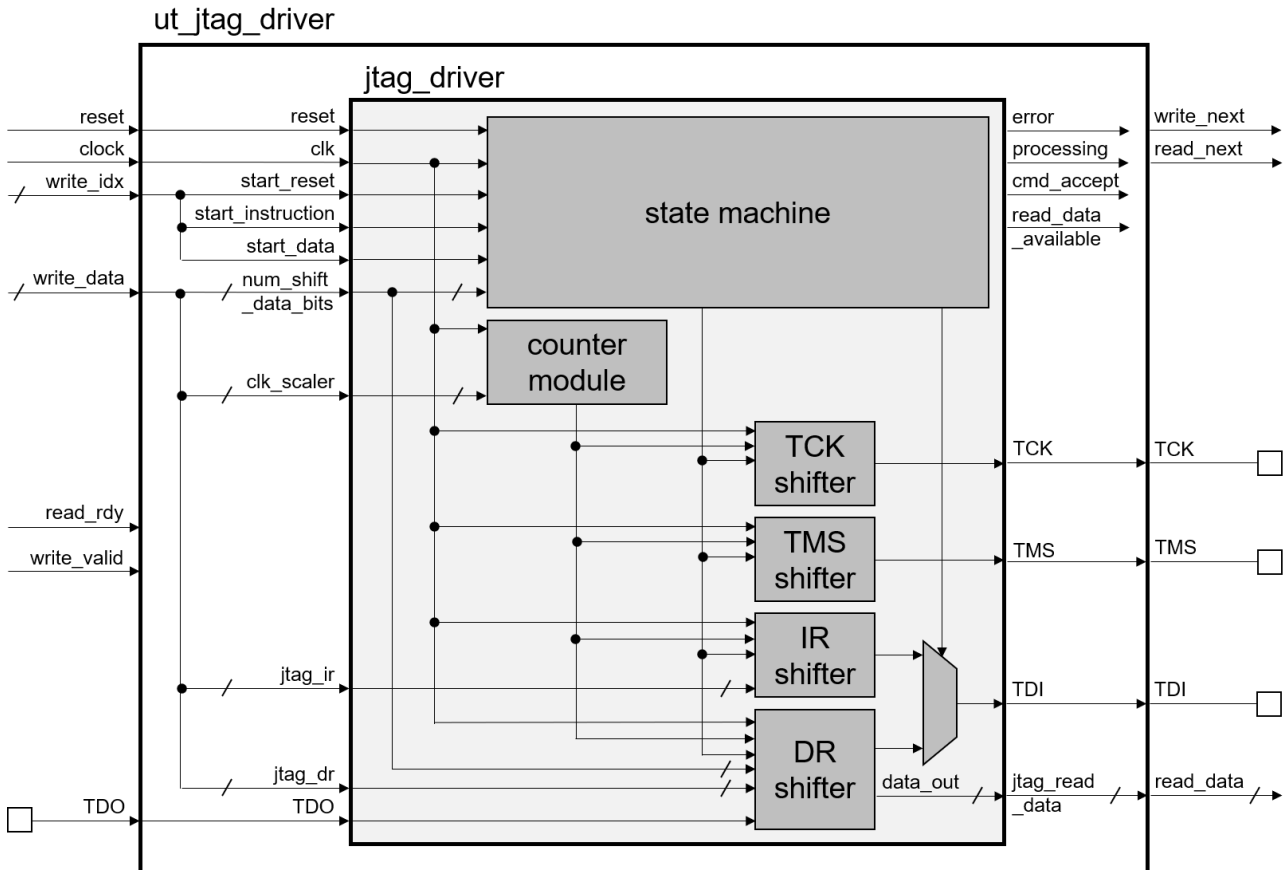 ut_jtag_driver
jtag_driver
reset
reset
error
write_next
clock
clk
processing
read_next
write_idx
start_reset
cmd_accept
start_instruction
state machine
read_data
_available
start_data
write_data
num_shift
_data_bits
counter
module
clk_scaler
TCK
shifter
TCK
TCK
read_rdy
write_valid
TMS
shifter
TMS
TMS
IR
shifter
jtag_ir
TDI
TDI
DR
shifter
jtag_dr
data_out
jtag_read
_data
read_data
TDO
TDO